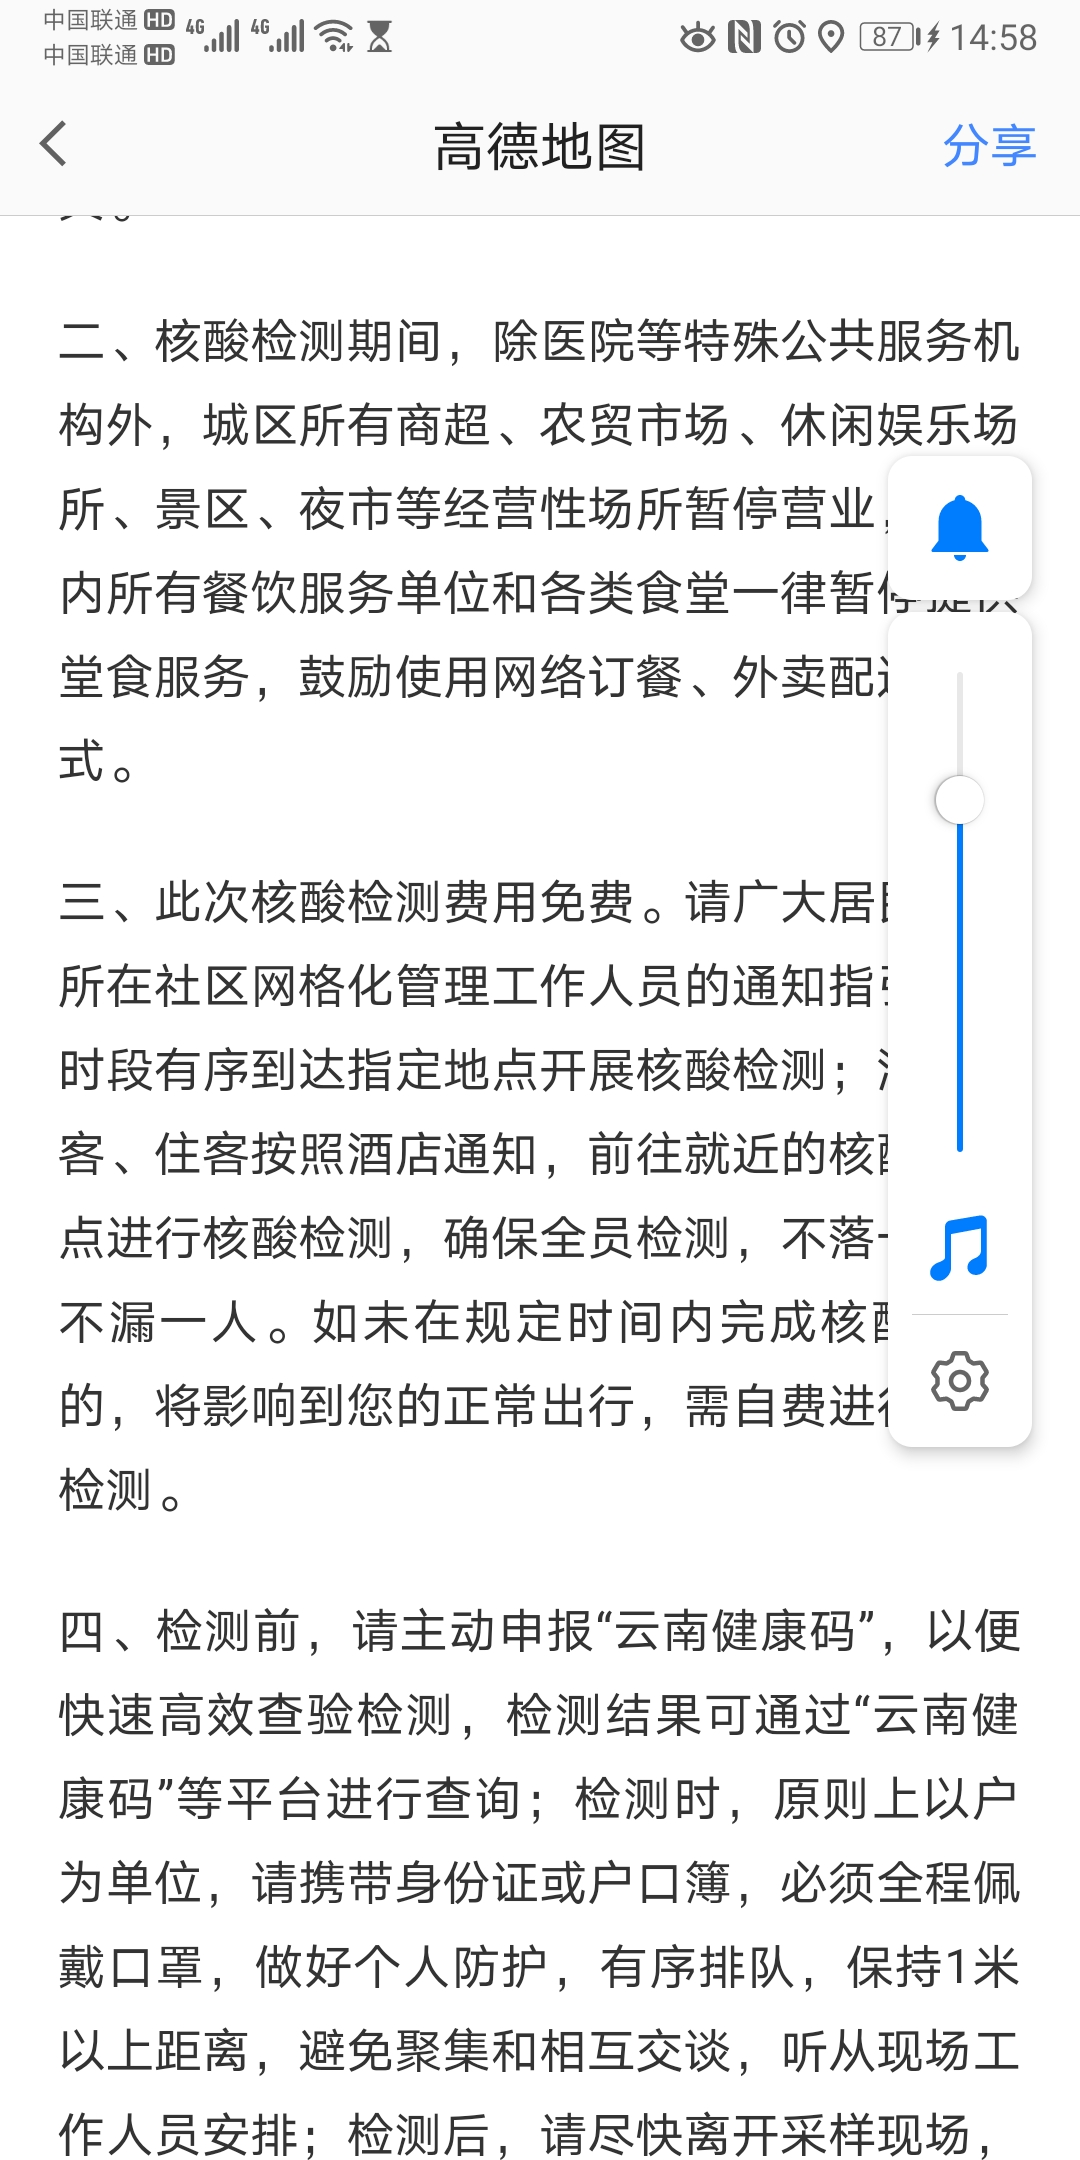 中国联通 HD 4G 4G 87 14:58
中国联通 HD
高德地图 分享
二、核酸检测期间，除医院等特殊公共服务机
构外，城区所有商超、农贸市场、休闲娱乐场
所、景区、夜市等经营性场所暂停营业，
内所有餐饮服务单位和各类食堂一律暂停提供
堂食服务，鼓励使用网络订餐、外卖配
式。
三、此次核酸检测费用免费。请广大居
所在社区网格化管理工作人员的通知指
时段有序到达指定地点开展核酸检测；
客、住客按照酒店通知，前往就近的核
点进行核酸检测，确保全员检测，不落
不漏一人。如未在规定时间内完成核
的，将影响到您的正常出行，需自费进
检测。
四、检测前，请主动申报“云南健康码”，以便
快速高效查验检测，检测结果可通过“云南健
康码”等平台进行查询；检测时，原则上以户
为单位，请携带身份证或户口簿，必须全程佩
戴口罩，做好个人防护，有序排队，保持1米
以上距离，避免聚集和相互交谈，听从现场工
作人员安排；检测后，请尽快离开采样现场，